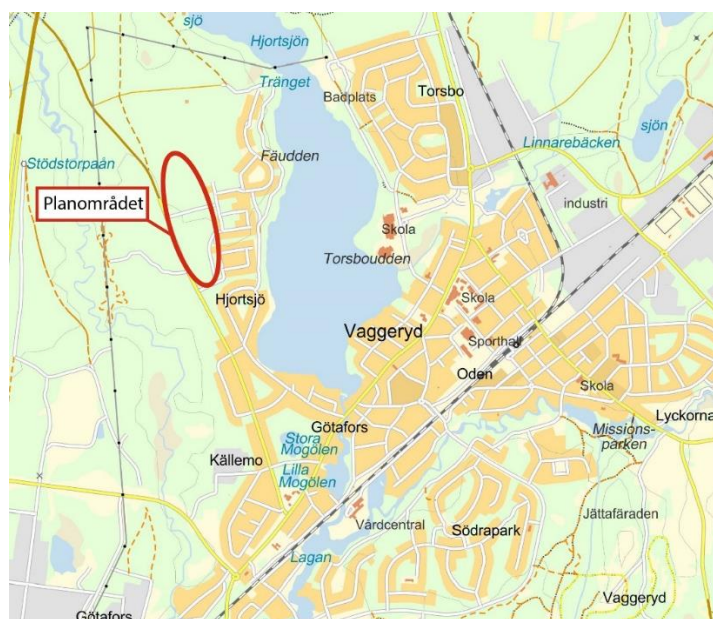 sjö
Hjortsjön
Tränget
Badplats
Torsbo
Linnarebäcken
sjön
Stödstorpaån
Fäudden
Planområdet
Skola
industri
Torsboudden
Hjortsjö
Skola
Vaggeryd
Sporthall
Oden
Skola
Lyckorna
Götafors
Missions-
parken
Stora
Mogölen
Källemo
Lilla
Mogölen
Vårdcentral
Södrapark
Jättafåraden
Lagan
Vaggeryd
Götafors